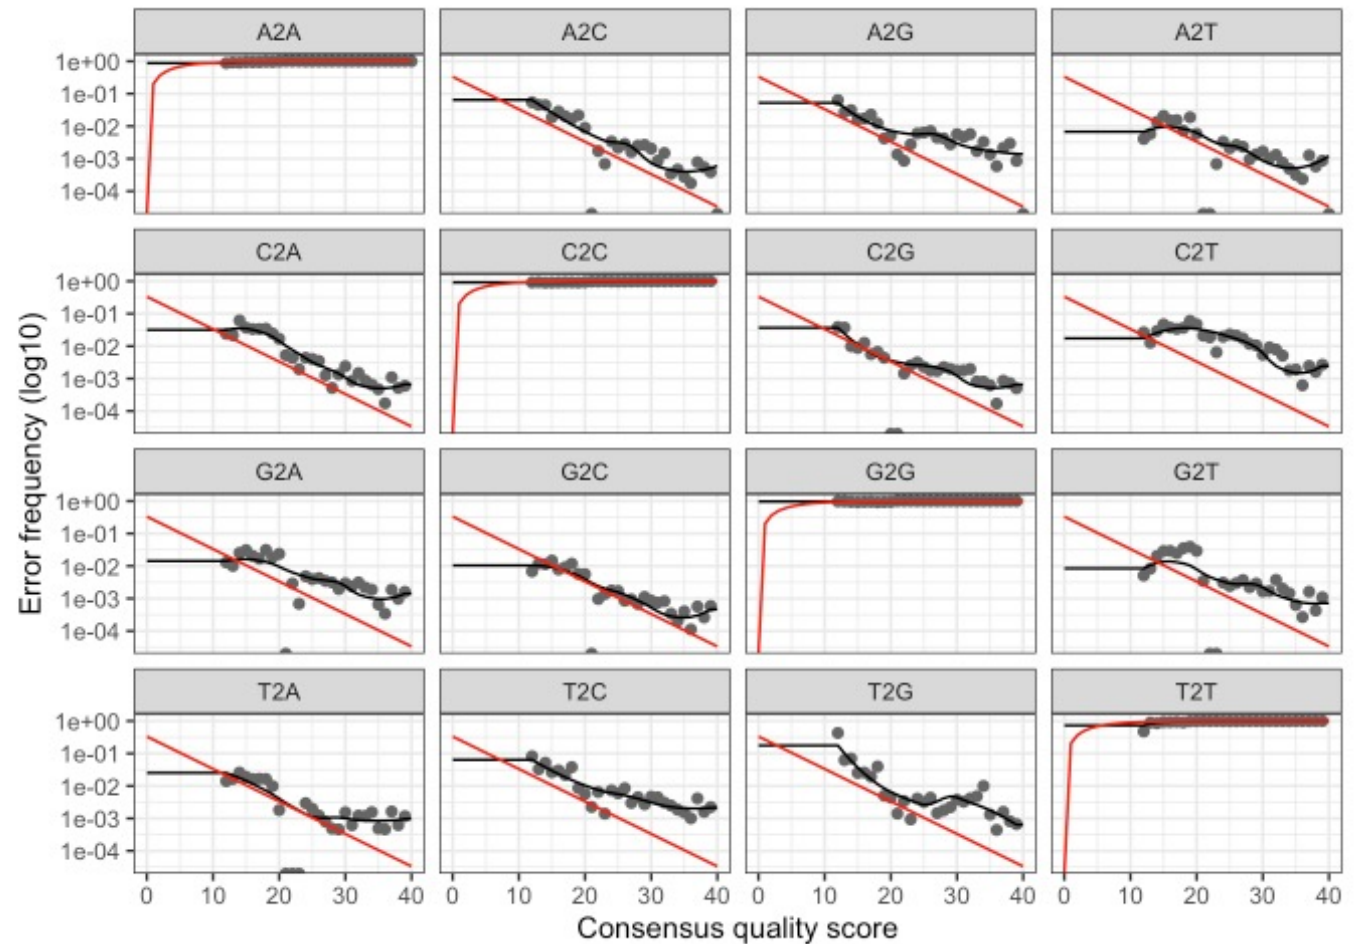 A2A A2C A2G A2T
1e+00
1e-01
1e-02
1e-03
1e-04
C2A C2C C2G C2T
1e+00
1e-01
1e-02
1e-03
1e-04
G2A G2C G2G G2T
1e+00
1e-01
1e-02
1e-03
1e-04
T2A T2C T2G T2T
1e+00
1e-01
1e-02
1e-03
1e-04
0 10 20 30 40 0 10 20 30 40 0 10 20 30 40 0 10 20 30 40
Consensus quality score
Error frequency (log10)